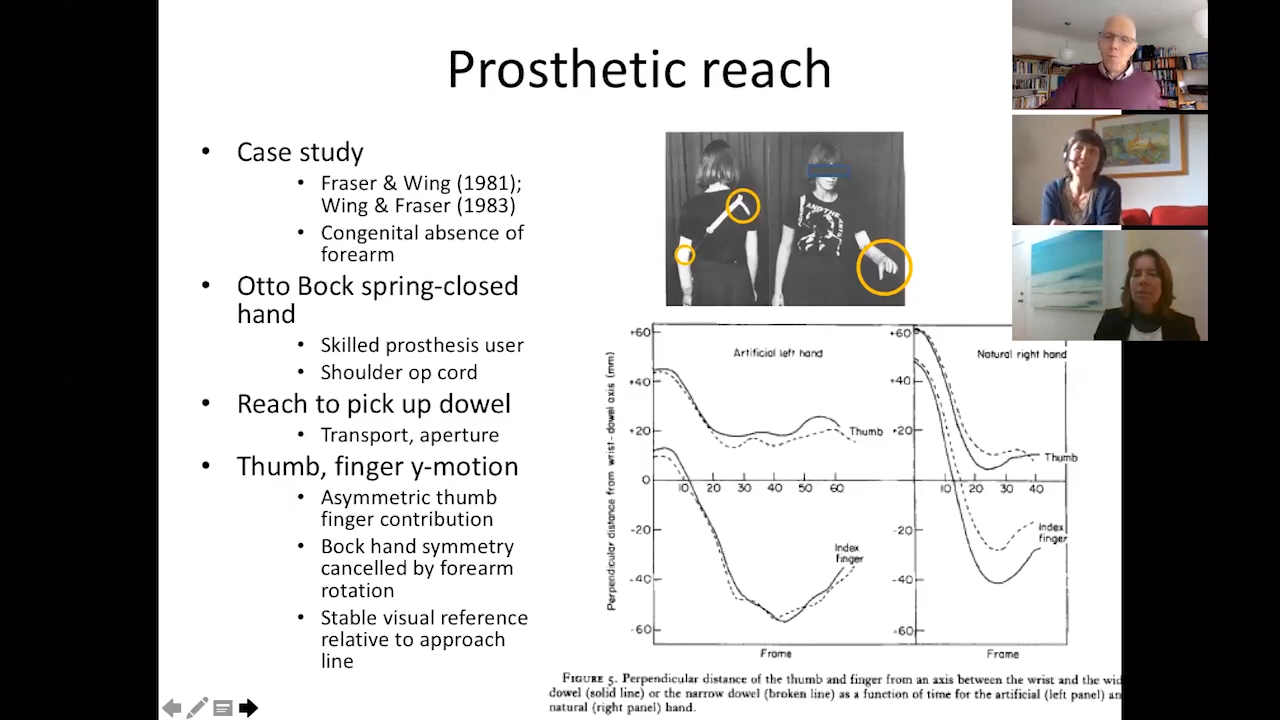 Prosthetic reach
• Case study
• Fraser & Wing (1981);
Wing & Fraser (1983)
• Congenital absence of
forearm
• Otto Bock spring-closed
hand
• Skilled prosthesis user
• Shoulder op cord
• Reach to pick up dowel
• Transport, aperture
• Thumb, finger y-motion
• Asymmetric thumb
finger contribution
• Bock hand symmetry
cancelled by forearm
rotation
• Stable visual reference
relative to approach
line
AND THE
Perpendicular distance from wrist-dowel axis (mm)
+60
+40
+20
0
-20
-40
-60
Artificial left hand
Thumb
10 20 30 40 50 60
Index
finger
Frame
+60
+40
+20
-20
-40
-60
Natural right hand
Thumb
10 20 30 40
Index
finger
Frame
FIGURE 5. Perpendicular distance of the thumb and finger from an axis between the wrist and the wid
dowel (solid line) or the narrow dowel (broken line) as a function of time for the artificial (left panel) an
natural (right panel) hand.